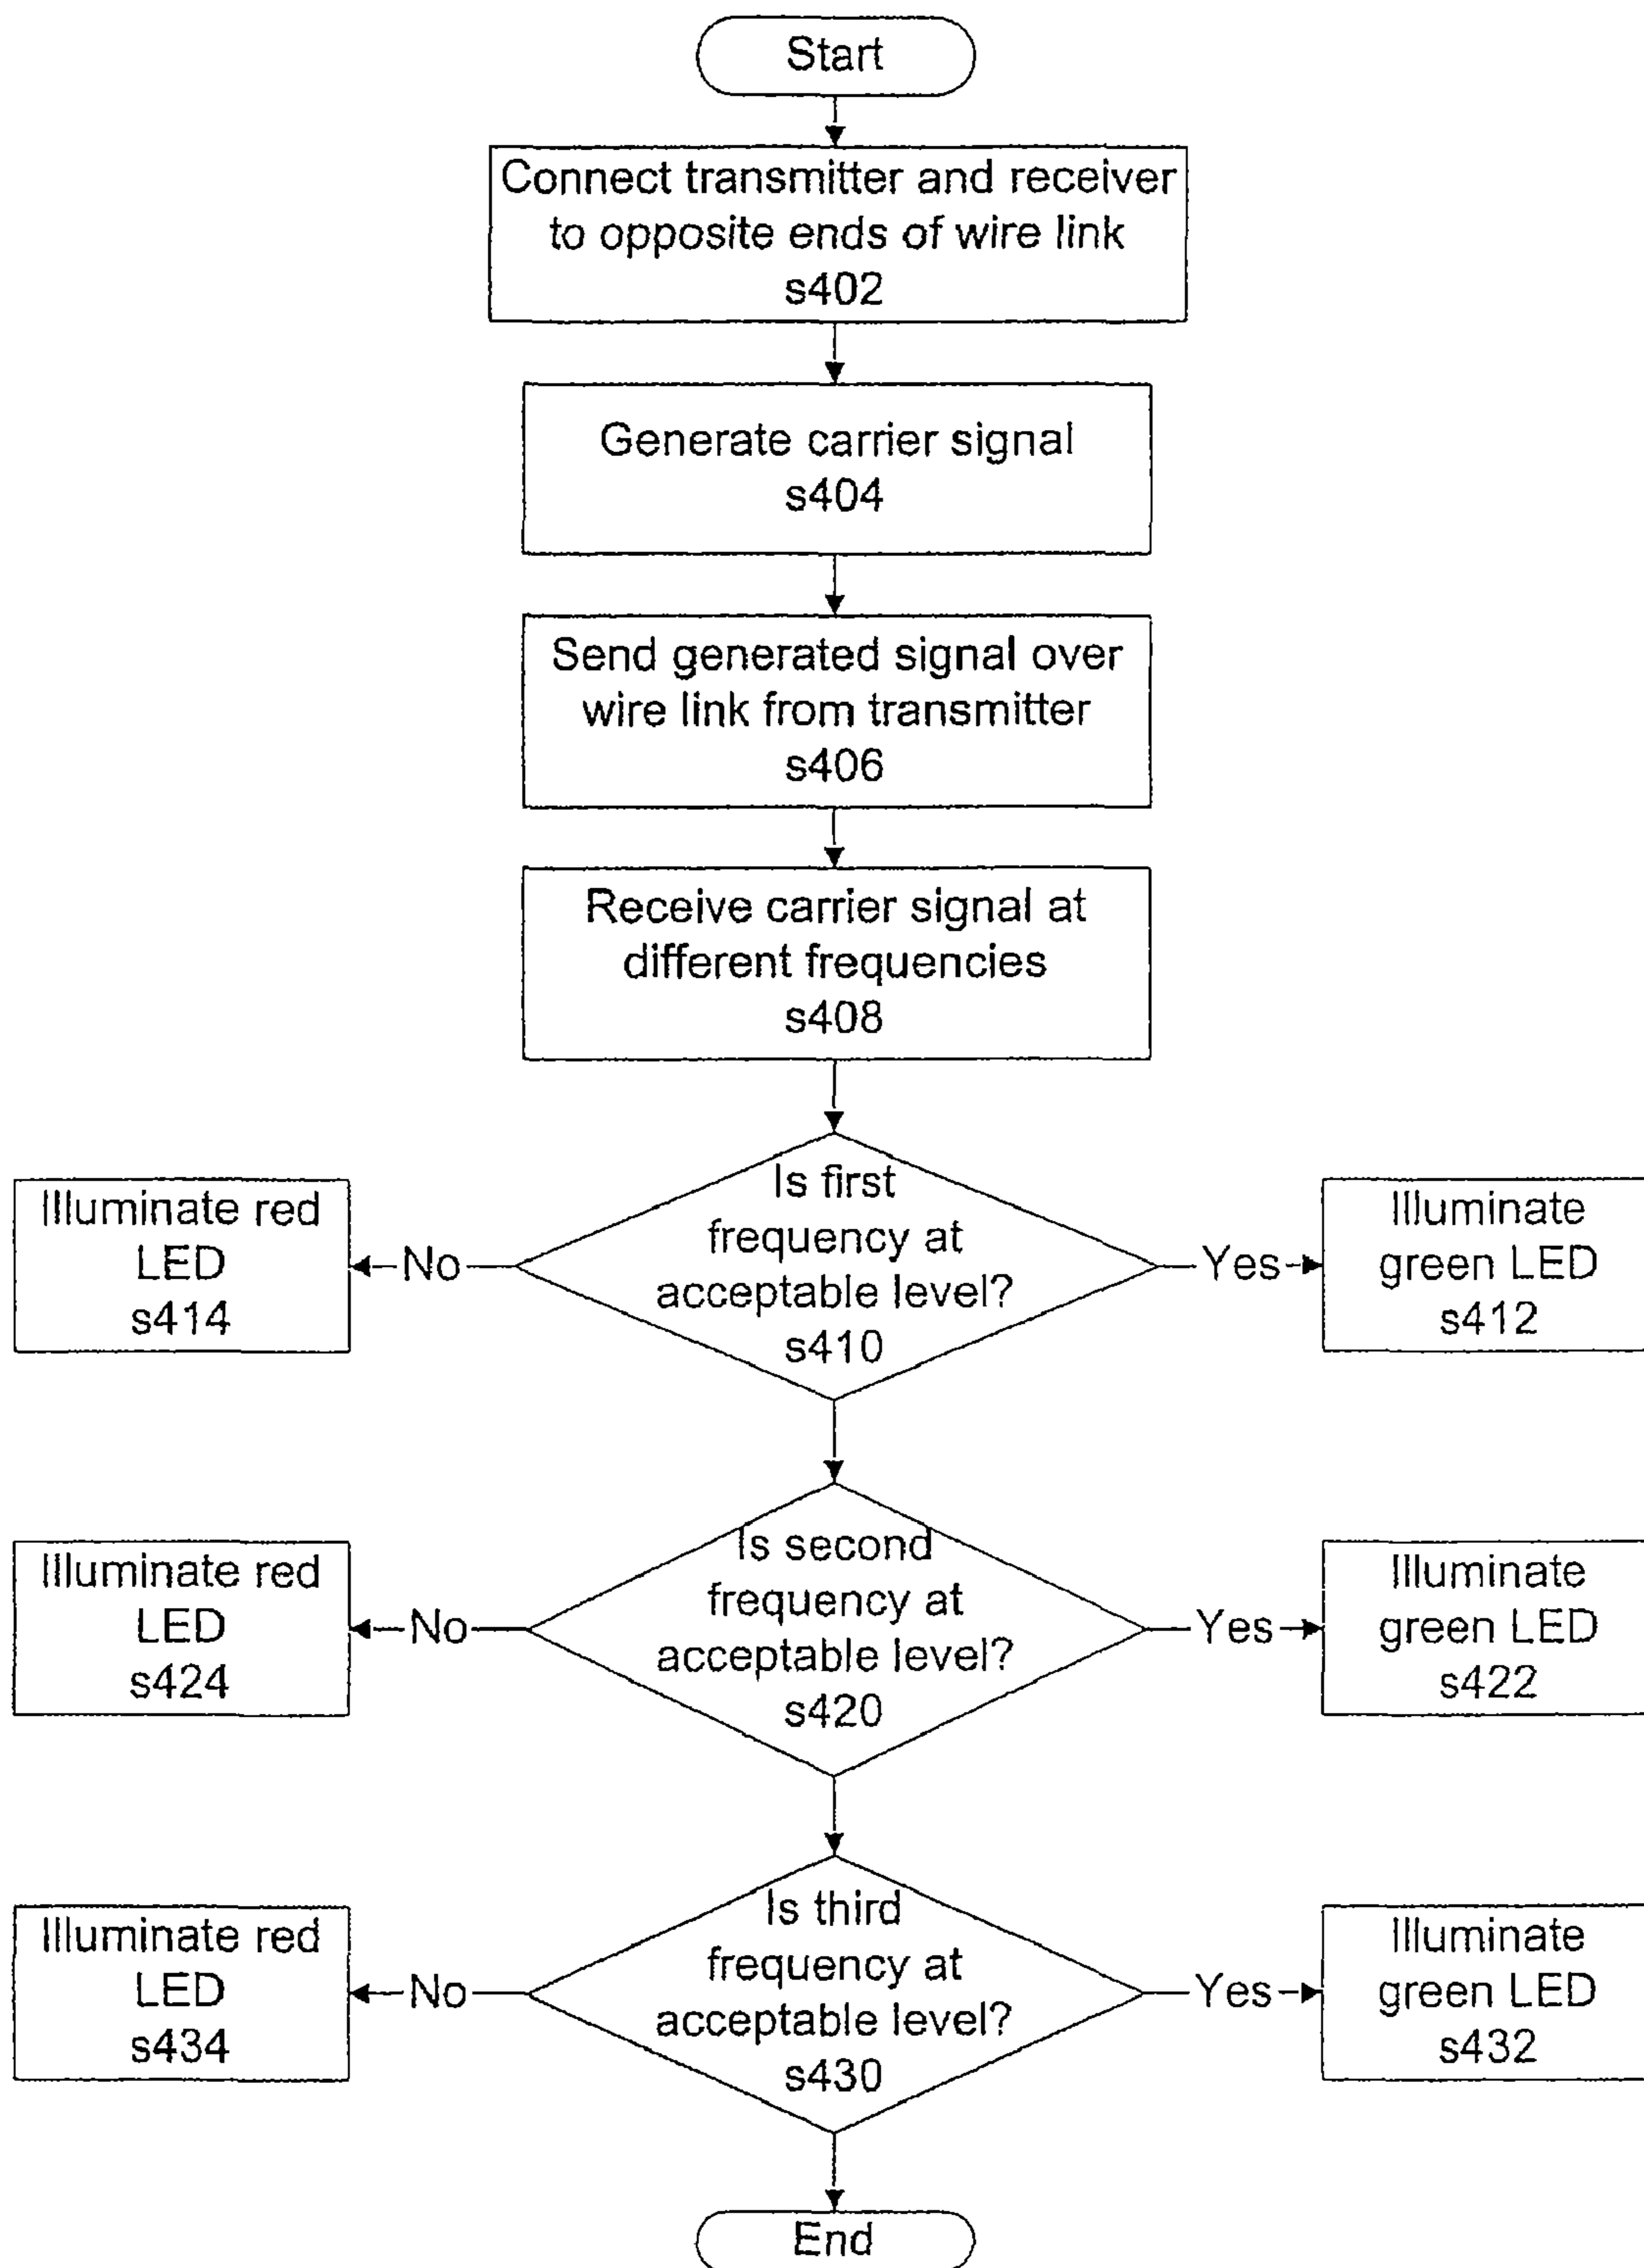 Start
Connect transmitter and receiver
to opposite ends of wire link
s402
Generate carrier signal
s404
Send generated signal over
wire link from transmitter
s406
Receive carrier signal at
different frequencies
s408
Is first
frequency at
acceptable level?
s410
No
Illuminate red
LED
s414
Yes
Illuminate
green LED
s412
Is second
frequency at
acceptable level?
s420
No
Illuminate red
LED
s424
Yes
Illuminate
green LED
s422
Is third
frequency at
acceptable level?
s430
No
Illuminate red
LED
s434
Yes
Illuminate
green LED
s432
End